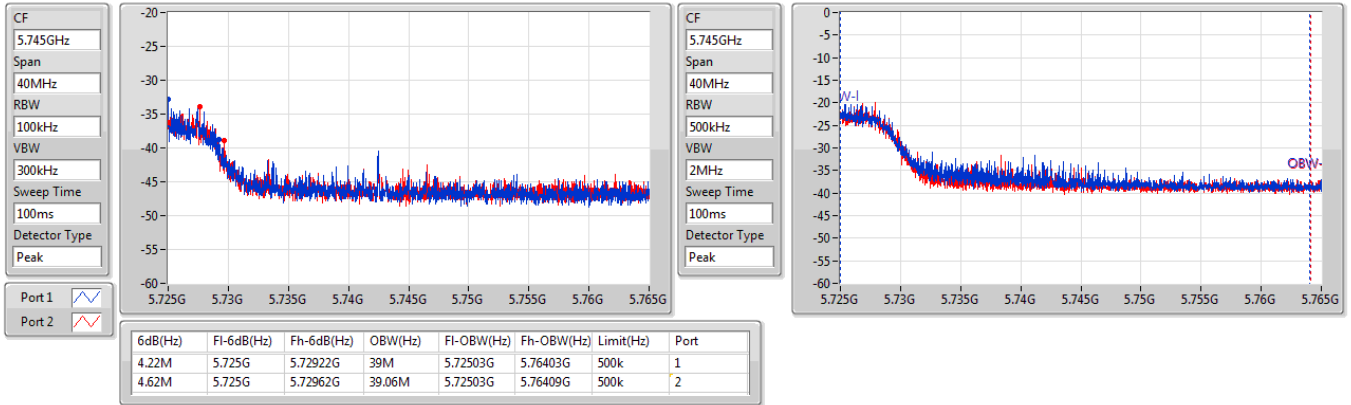 CF
5.745GHz
Span
40MHz
RBW
100kHz
VBW
300kHz
Sweep Time
100ms
Detector Type
Peak
Port 1
Port 2
-20
-25
-30
-35
-40
-45
-50
-55
-60
5.725G 5.73G 5.735G 5.74G 5.745G 5.75G 5.755G 5.76G 5.765G
CF
5.745GHz
Span
40MHz
RBW
500kHz
VBW
2MHz
Sweep Time
100ms
Detector Type
Peak
0
-5
-10
-15
-20
-25
-30
-35
-40
-45
-50
-55
-60
W-l
OBW-
5.725G 5.73G 5.735G 5.74G 5.745G 5.75G 5.755G 5.76G 5.765G
6dB(Hz) Fl-6dB(Hz) Fh-6dB(Hz) OBW(Hz) Fl-OBW(Hz) Fh-OBW(Hz) Limit(Hz) Port
4.22M 5.725G 5.72922G 39M 5.72503G 5.76403G 500k 1
4.62M 5.725G 5.72962G 39.06M 5.72503G 5.76409G 500k 2